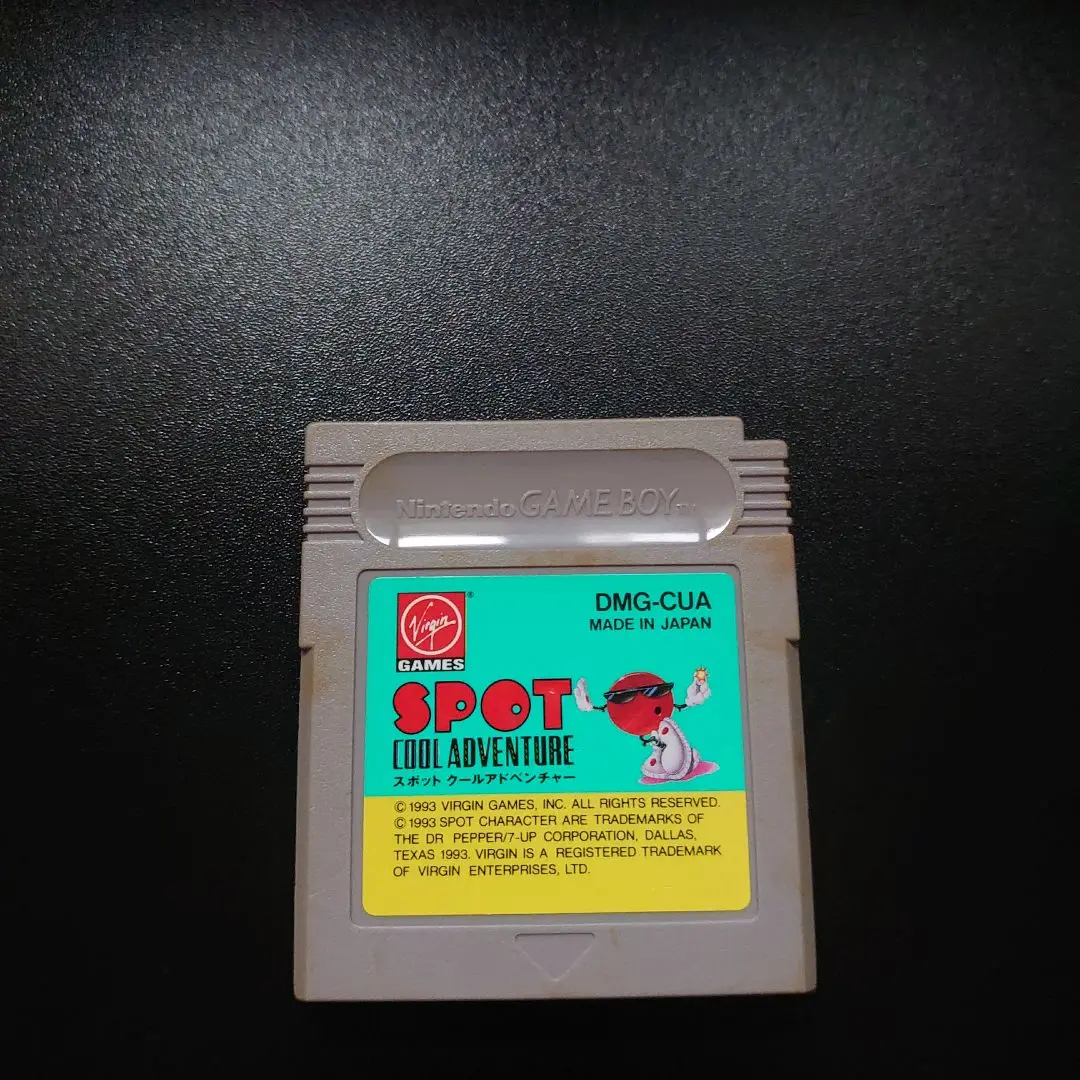 Nintendo GAME BOY TM
Virgin ®
GAMES
DMG-CUA
MADE IN JAPAN
SPOT
COOL ADVENTURE
スポット クールアドベンチャー
© 1993 VIRGIN GAMES, INC. ALL RIGHTS RESERVED.
© 1993 SPOT CHARACTER ARE TRADEMARKS OF
THE DR PEPPER/7-UP CORPORATION, DALLAS,
TEXAS 1993. VIRGIN IS A REGISTERED TRADEMARK
OF VIRGIN ENTERPRISES, LTD.